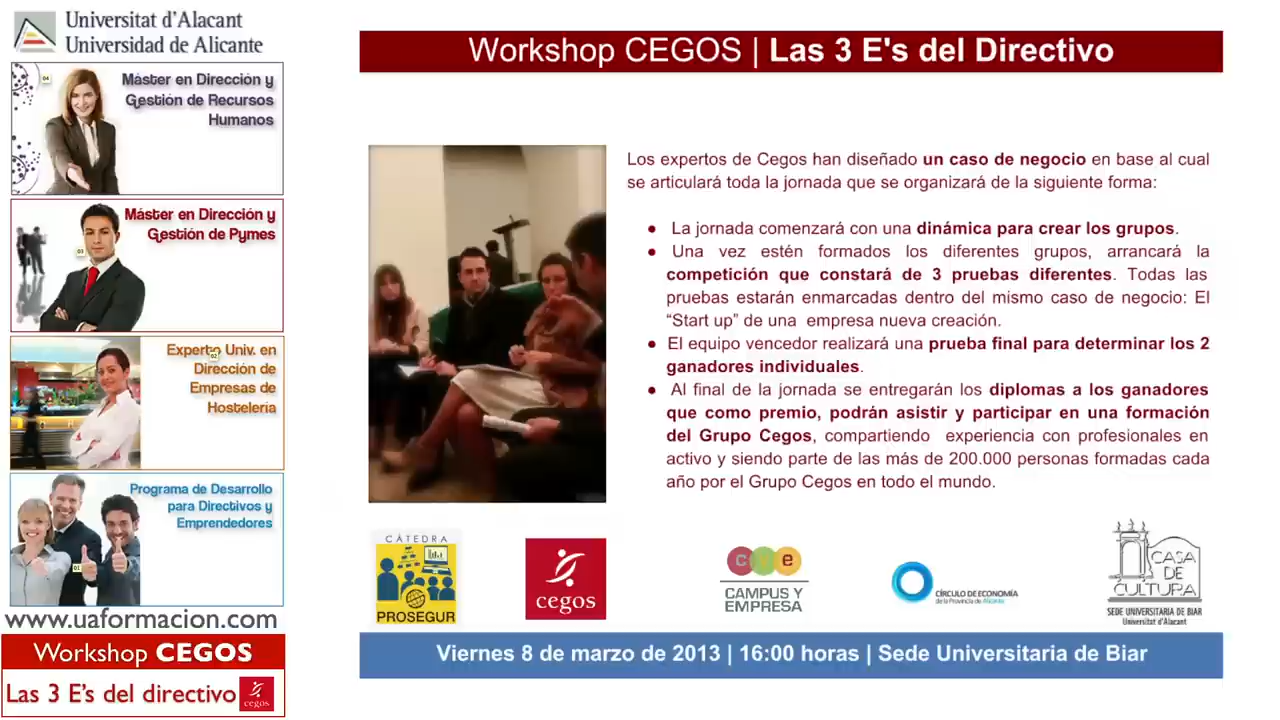 Universitat d'Alacant
Universidad de Alicante
04
Máster en Dirección y
Gestión de Recursos
Humanos
03
Máster en Dirección y
Gestión de Pymes
02
Experto Univ. en
Dirección de
Empresas de
Hostelería
01
Programa de Desarrollo
para Directivos y
Emprendedores
www.uaformacion.com
Workshop CEGOS
Las 3 E's del directivo
cegos
Workshop CEGOS | Las 3 E's del Directivo
Los expertos de Cegos han diseñado un caso de negocio en base al cual
se articulará toda la jornada que se organizará de la siguiente forma:
● La jornada comenzará con una dinámica para crear los grupos.
● Una vez estén formados los diferentes grupos, arrancará la
competición que constará de 3 pruebas diferentes. Todas las
pruebas estarán enmarcadas dentro del mismo caso de negocio: El
“Start up” de una empresa nueva creación.
● El equipo vencedor realizará una prueba final para determinar los 2
ganadores individuales.
● Al final de la jornada se entregarán los diplomas a los ganadores
que como premio, podrán asistir y participar en una formación
del Grupo Cegos, compartiendo experiencia con profesionales en
activo y siendo parte de las más de 200.000 personas formadas cada
año por el Grupo Cegos en todo el mundo.
CÁTEDRA
PROSEGUR
cegos
c y e
CAMPUS Y
EMPRESA
CÍRCULO DE ECONOMÍA
de la Provincia de Alicante
CASA
DE
CULTURA
SEDE UNIVERSITARIA DE BIAR
Universitat d'Alacant
Viernes 8 de marzo de 2013 | 16:00 horas | Sede Universitaria de Biar